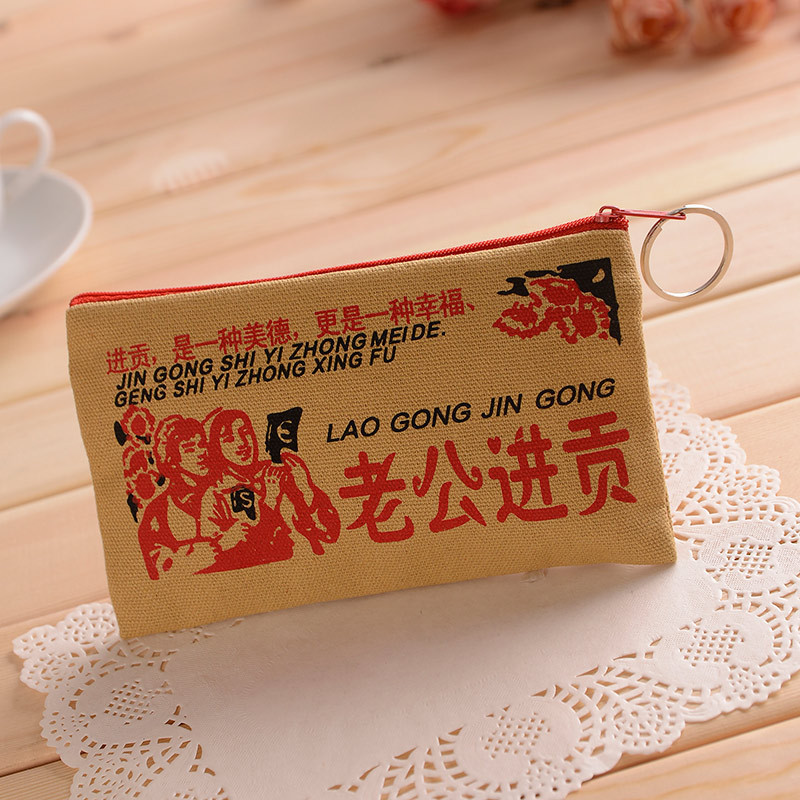 进贡，是一种美德，更是一种幸福、
JIN GONG SHI YI ZHONG MEI DE.
GENG SHI YI ZHONG XING FU
LAO GONG JIN GONG
老公进贡
Є
S